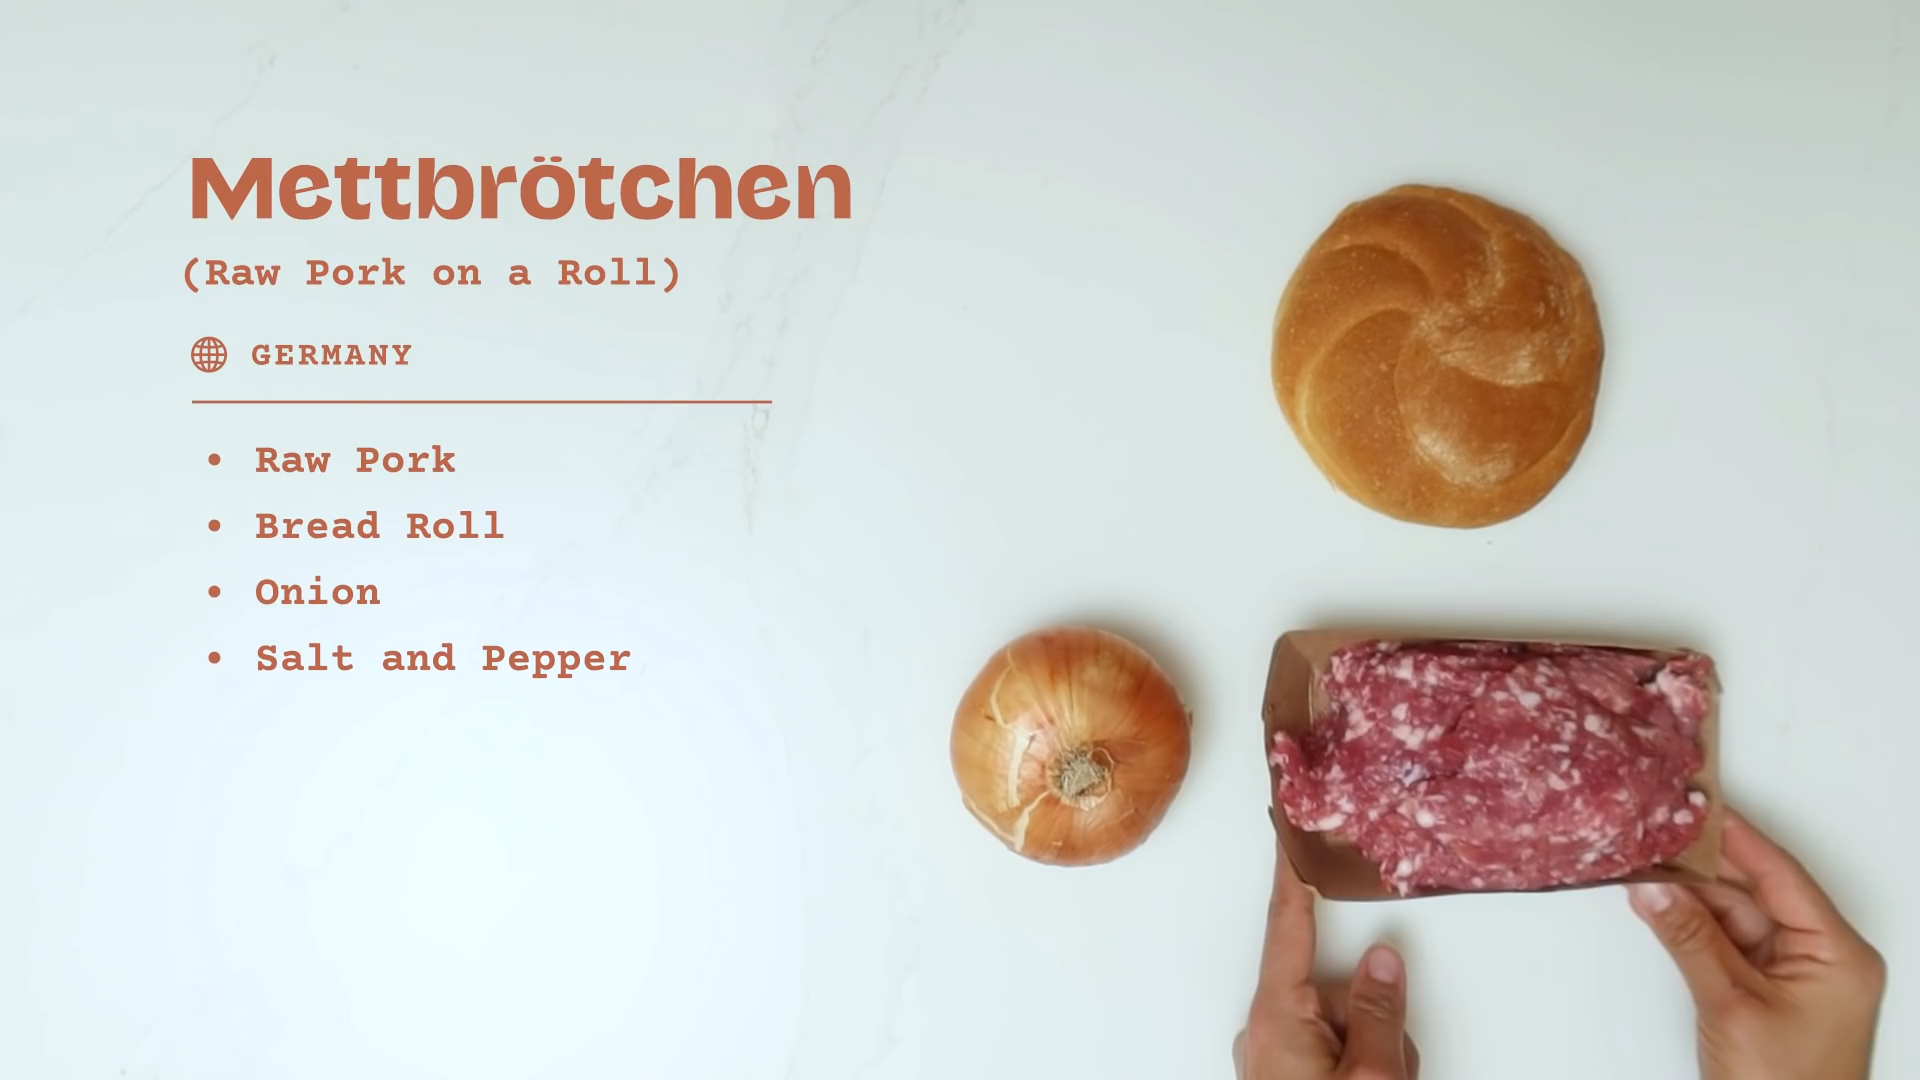 Mettbrötchen
(Raw Pork on a Roll)
GERMANY
• Raw Pork
• Bread Roll
• Onion
• Salt and Pepper